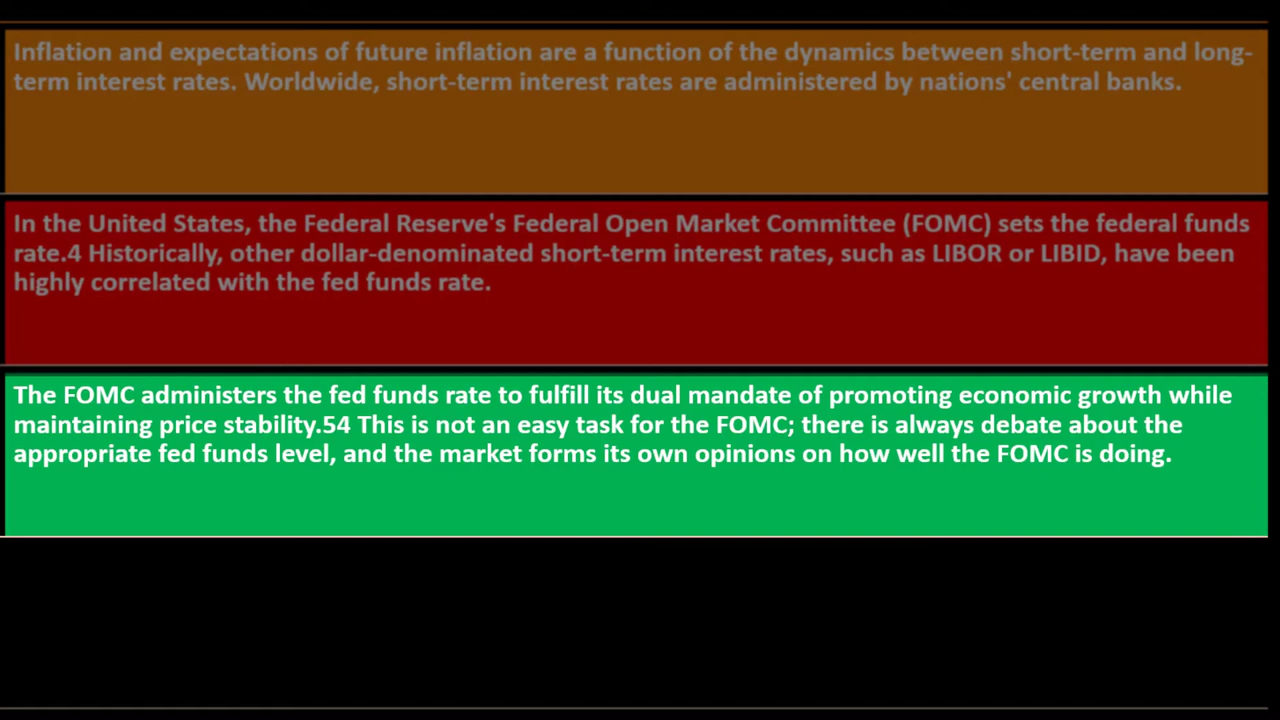 Inflation and expectations of future inflation are a function of the dynamics between short-term and long-
term interest rates. Worldwide, short-term interest rates are administered by nations' central banks.
In the United States, the Federal Reserve's Federal Open Market Committee (FOMC) sets the federal funds
rate.4 Historically, other dollar-denominated short-term interest rates, such as LIBOR or LIBID, have been
highly correlated with the fed funds rate.
The FOMC administers the fed funds rate to fulfill its dual mandate of promoting economic growth while
maintaining price stability.54 This is not an easy task for the FOMC; there is always debate about the
appropriate fed funds level, and the market forms its own opinions on how well the FOMC is doing.